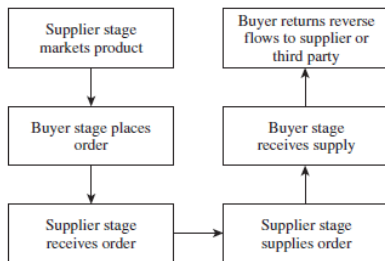 Supplier stage
markets product
Buyer stage places
order
Supplier stage
receives order
Supplier stage
supplies order
Buyer stage
receives supply
Buyer returns reverse
flows to supplier or
third party